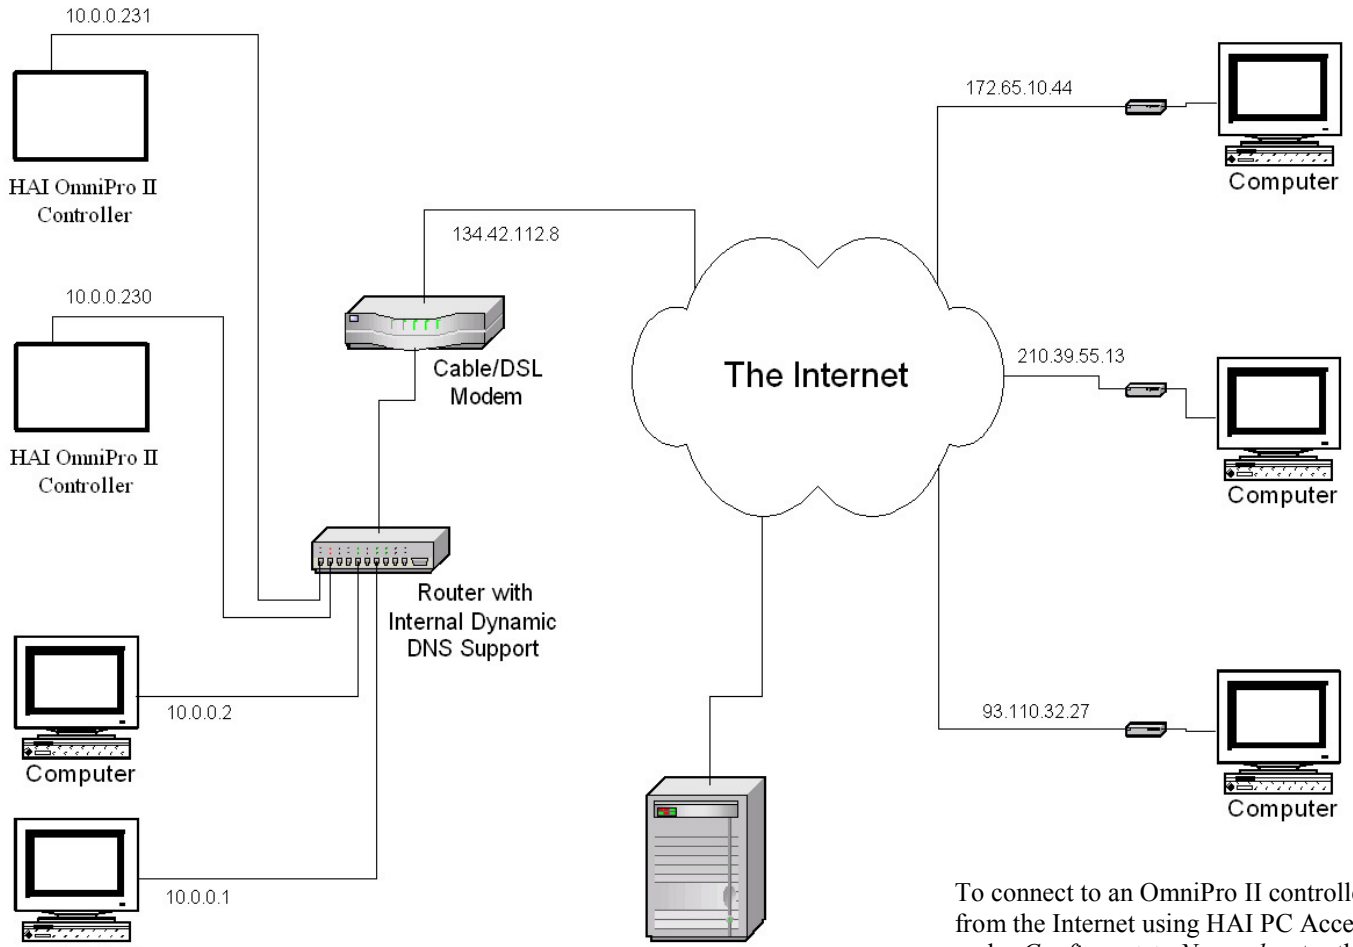 10.0.0.231
HAI OmniPro II
Controller
10.0.0.230
HAI OmniPro II
Controller
134.42.112.8
Cable/DSL
Modem
Router with
Internal Dynamic
DNS Support
10.0.0.2
Computer
10.0.0.1
The Internet
172.65.10.44
Computer
210.39.55.13
Computer
93.110.32.27
Computer
To connect to an OmniPro II
from the Internet using HAI PC